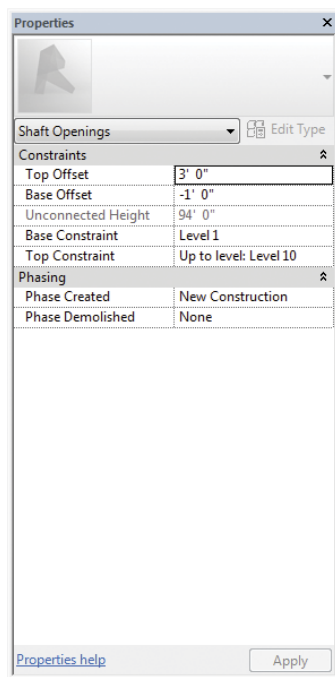 Properties
Shaft Openings Edit Type
Constraints
Top Offset 3' 0"
Base Offset -1' 0"
Unconnected Height 94' 0"
Base Constraint Level 1
Top Constraint Up to level: Level 10
Phasing
Phase Created New Construction
Phase Demolished None
Properties help Apply